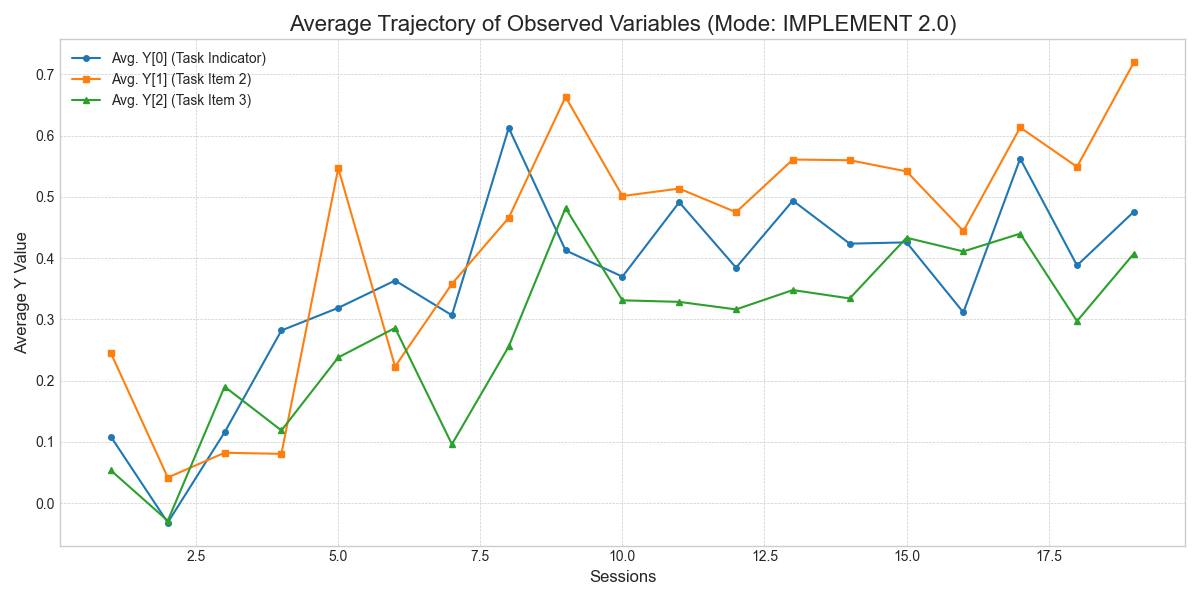 Average Trajectory of Observed Variables (Mode: IMPLEMENT 2.0)
Avg. Y[0] (Task Indicator)
Avg. Y[1] (Task Item 2)
Avg. Y[2] (Task Item 3)
Average Y Value
0.7
0.6
0.5
0.4
0.3
0.2
0.1
0.0
2.5 5.0 7.5 10.0 12.5 15.0 17.5
Sessions